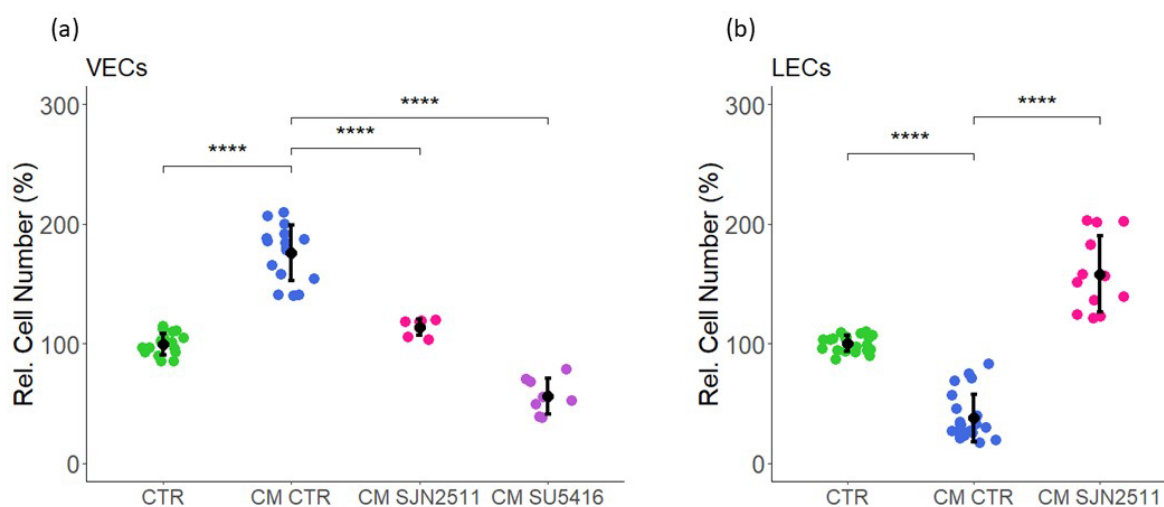 (a)
VECs
Rel. Cell Number (%)
300
200
100
0
****
****
****
CTR
CM CTR
CM SJN2511
CM SU5416
(b)
LECs
Rel. Cell Number (%)
300
200
100
0
****
****
CTR
CM CTR
CM SJN2511